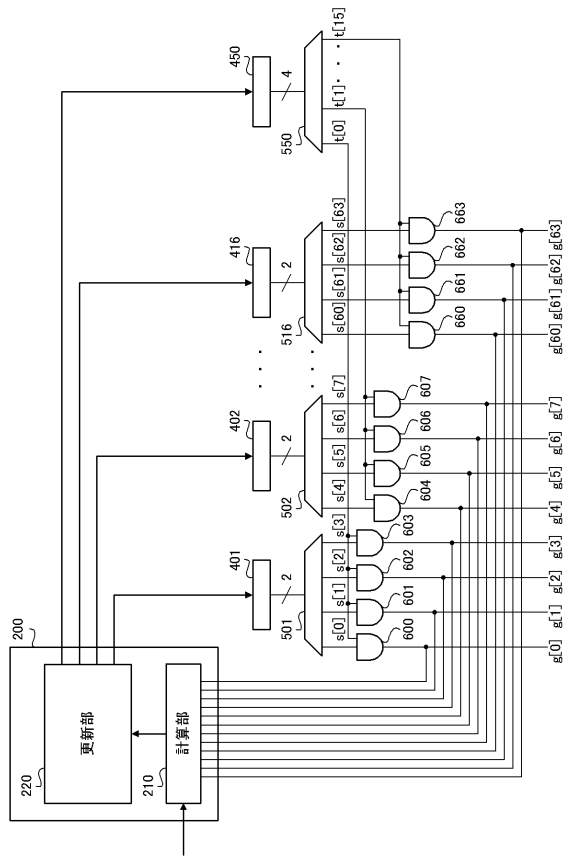 200
220
更新部
210
計算部
401
2
501
s[0]
s[1]
s[2]
s[3]
402
2
502
s[4]
s[5]
s[6]
s[7]
416
2
516
s[60]
s[61]
s[62]
s[63]
450
4
550
t[0]
t[1]
t[15]
600
601
602
603
604
605
606
607
660
661
662
663
g[0]
g[1]
g[2]
g[3]
g[4]
g[5]
g[6]
g[7]
g[60]
g[61]
g[62]
g[63]